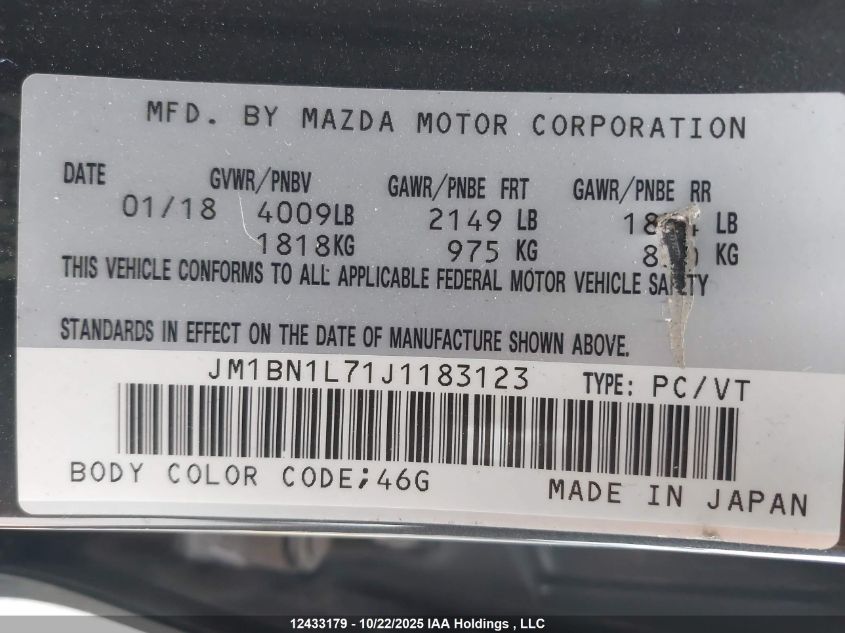 MFD. BY MAZDA MOTOR CORPORATION
DATE GVWR/PNBV GAWR/PNBE FRT GAWR/PNBE RR
01/18 4009LB 2149 LB LB
1818KG 975 KG KG
THIS VEHICLE CONFORMS TO ALL APPLICABLE FEDERAL MOTOR VEHICLE SAFETY
STANDARDS IN EFFECT ON THE DATE OF MANUFACTURE SHOWN ABOVE.
JM1BN1L71J1183123 TYPE: PC/VT
BODY COLOR CODE;46G MADE IN JAPAN
12433179 - 10/22/2025 IAA Holdings , LLC